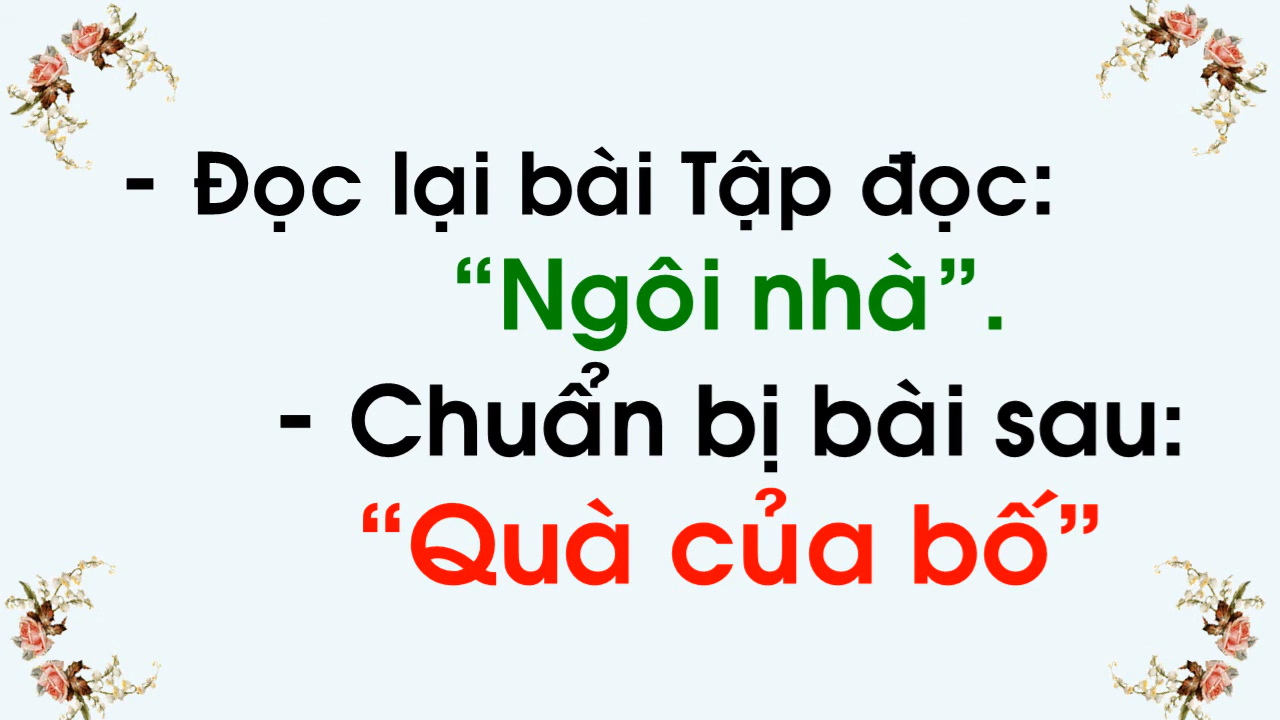 - Đọc lại bài Tập đọc:
“Ngôi nhà”.
- Chuẩn bị bài sau:
“Quà của bố”